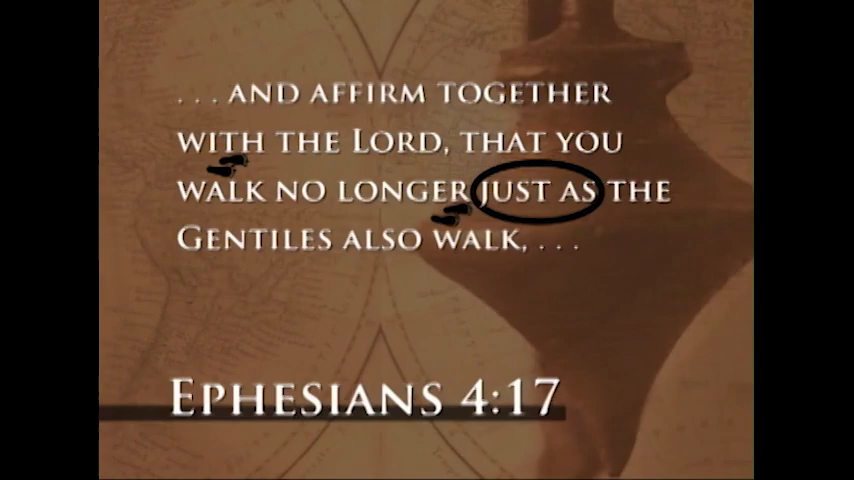 . . . AND AFFIRM TOGETHER
WITH THE LORD, THAT YOU
WALK NO LONGER JUST AS THE
GENTILES ALSO WALK, . . .
EPHESIANS 4:17